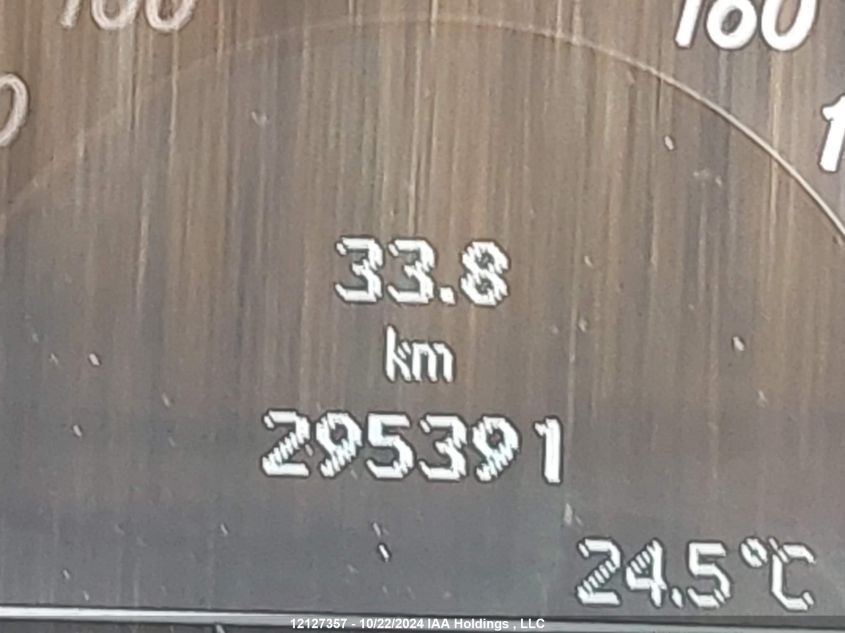 160
33.8
km
295391
24.5°C
12127357 - 10/22/2024 IAA Holdings , LLC